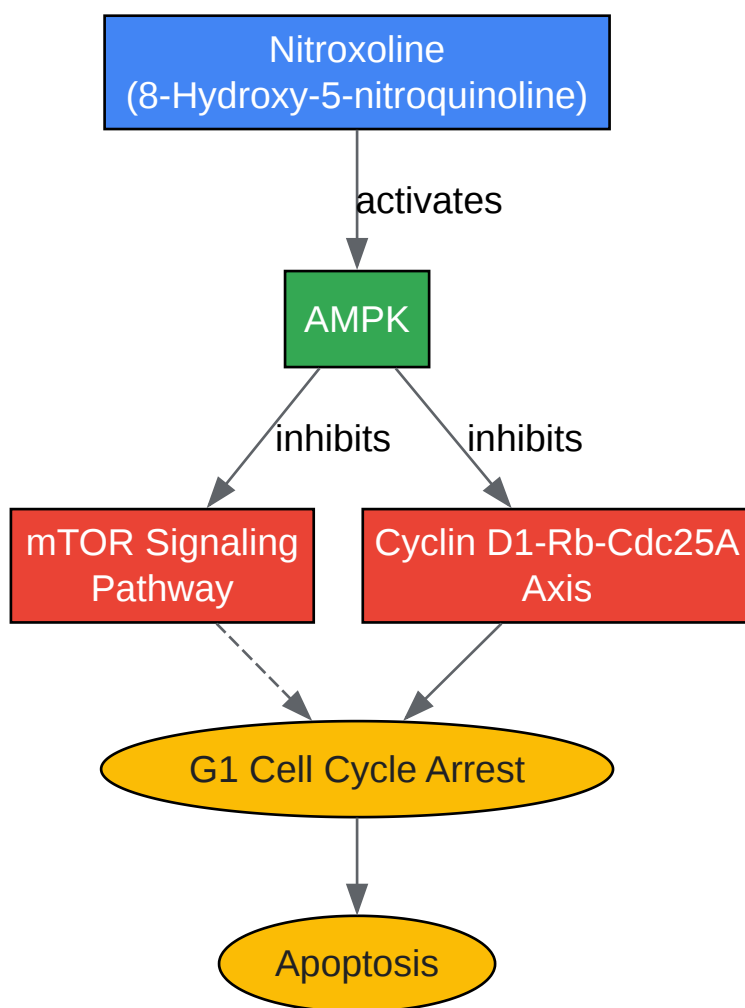 Nitroxoline
(8-Hydroxy-5-nitroquinoline)
activates
AMPK
inhibits
inhibits
mTOR Signaling
Pathway
Cyclin D1-Rb-Cdc25A
Axis
G1 Cell Cycle Arrest
Apoptosis